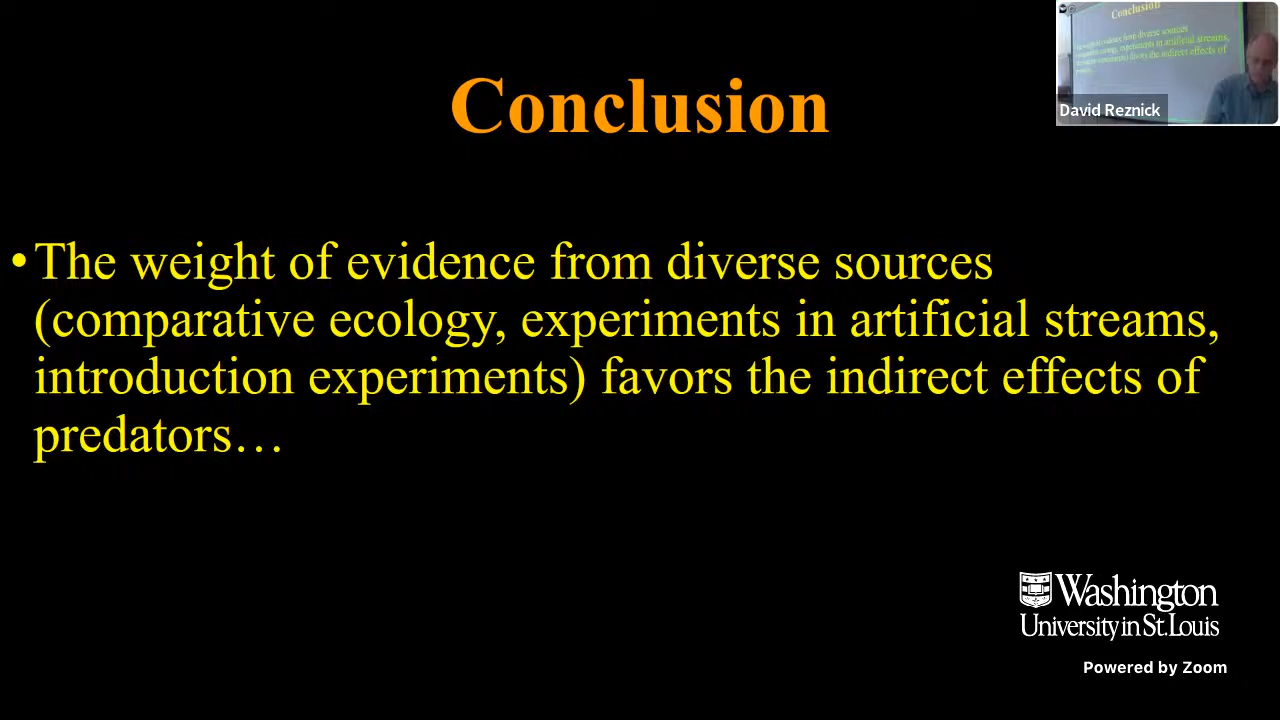 Conclusion
David Reznick
•The weight of evidence from diverse sources
(comparative ecology, experiments in artificial streams,
introduction experiments) favors the indirect effects of
predators…
Washington
University in St. Louis
Powered by Zoom